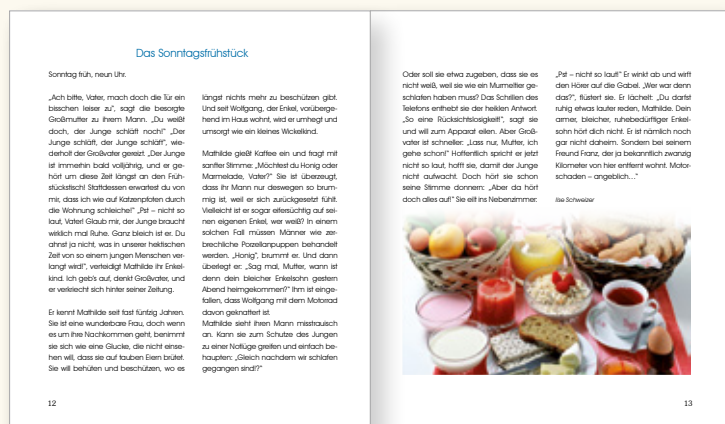 Das Sonntagsfrühstück
Sonntag früh, neun Uhr.
„Ach bitte, Vater, mach doch die Tür ein
bisschen leiser zu", sagt die besorgte
Großmutter zu ihrem Mann. „Du weißt
doch, der Junge schläft noch!" „Der
Junge schläft, der Junge schläft", wie-
derholt der Großvater gereizt. „Der Junge
ist immerhin bald volljährig, und er ge-
hört um diese Zeit längst an den Früh-
stückstisch! Stattdessen erwartest du von
mir, dass ich wie auf Katzenpfoten durch
die Wohnung schleiche!" „Pst – nicht so
laut, Vater! Glaub mir, der Junge braucht
wirklich mal Ruhe. Ganz bleich ist er. Du
ahnst ja nicht, was in unserer hektischen
Zeit von so einem jungen Menschen ver-
langt wird!", verteidigt Mathilde ihr Enkel-
kind. Ich geb's auf, denkt Großvater, und
er verkriecht sich hinter seiner Zeitung.
Er kennt Mathilde seit fast fünfzig Jahren.
Sie ist eine wunderbare Frau, doch wenn
es um ihre Nachkommen geht, benimmt
sie sich wie eine Glucke, die nicht einse-
hen will, dass sie auf tauben Eiern brütet.
Sie will behüten und beschützen, wo es
längst nichts mehr zu beschützen gibt.
Und seit Wolfgang, der Enkel, vorüberge-
hend im Haus wohnt, wird er umhegt und
umsorgt wie ein kleines Wickelkind.
Mathilde gießt Kaffee ein und fragt mit
sanfter Stimme: „Möchtest du Honig oder
Marmelade, Vater?" Sie ist überzeugt,
dass ihr Mann nur deswegen so brum-
mig ist, weil er sich zurückgesetzt fühlt.
Vielleicht ist er sogar eifersüchtig auf sei-
nen eigenen Enkel, wer weiß? In einem
solchen Fall müssen Männer wie zer-
brechliche Porzellanpuppen behandelt
werden. „Honig", brummt er. Und dann
überlegt er: „Sag mal, Mutter, wann ist
denn dein bleicher Enkelsohn gestern
Abend heimgekommen?" Ihm ist einge-
fallen, dass Wolfgang mit dem Motorrad
davon geknattert ist.
Mathilde sieht ihren Mann misstrauisch
an. Kann sie zum Schutze des Jungen
zu einer Notlüge greifen und einfach be-
haupten: „Gleich nachdem wir schlafen
gegangen sind!?"
12
Oder soll sie etwa zugeben, dass sie es
nicht weiß, weil sie wie ein Murmeltier ge-
schlafen haben muss? Das Schrillen des
Telefons enthebt sie der heiklen Antwort.
„So eine Rücksichtslosigkeit!", sagt sie
und will zum Apparat eilen. Aber Groß-
vater ist schneller: „Lass nur, Mutter, ich
gehe schon!" Hoffentlich spricht er jetzt
nicht so laut, hofft sie, damit der Junge
nicht aufwacht. Doch hört sie schon
seine Stimme donnern: „Aber da hört
doch alles auf!" Sie eilt ins Nebenzimmer.
„Pst – nicht so laut!" Er winkt ab und wirft
den Hörer auf die Gabel. „Wer war denn
das?", flüstert sie. Er lächelt: „Du darfst
ruhig etwas lauter reden, Mathilde. Dein
armer, bleicher, ruhebedürftiger Enkel-
sohn hört dich nicht. Er ist nämlich noch
gar nicht daheim. Sondern bei seinem
Freund Franz, der ja bekanntlich zwanzig
Kilometer von hier entfernt wohnt. Motor-
schaden – angeblich…"
Ilse Schweizer
13